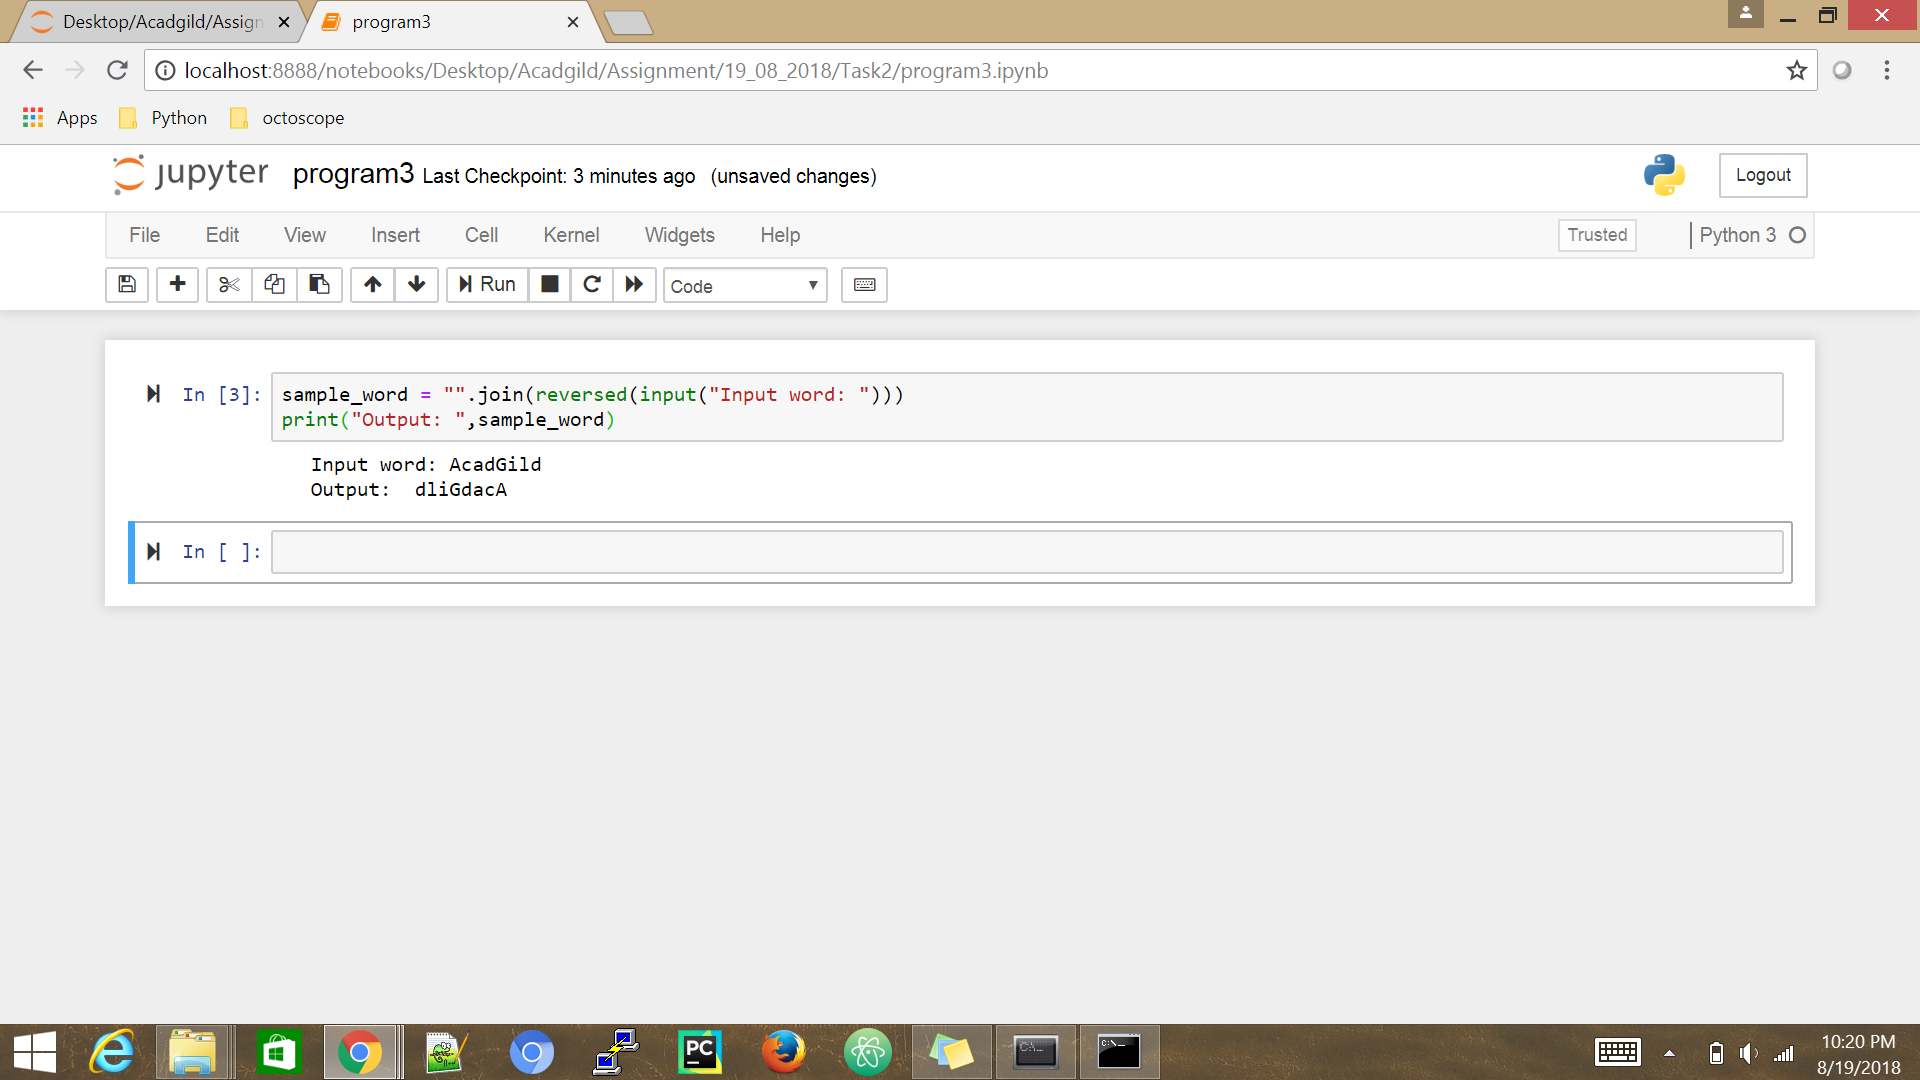 Desktop/Acadgild/Assign
program3
localhost:8888/notebooks/Desktop/Acadgild/Assignment/19_08_2018/Task2/program3.ipynb
Apps Python octoscope
jupyter program3 Last Checkpoint: 3 minutes ago (unsaved changes) Logout
File Edit View Insert Cell Kernel Widgets Help Trusted Python 3
Run Code
In [3]: sample_word = "".join(reversed(input("Input word: ")))
print("Output: ",sample_word)
Input word: AcadGild
Output:  dliGdacA
In [ ]:
PC
C:\_
C:\_
10:20 PM
8/19/2018